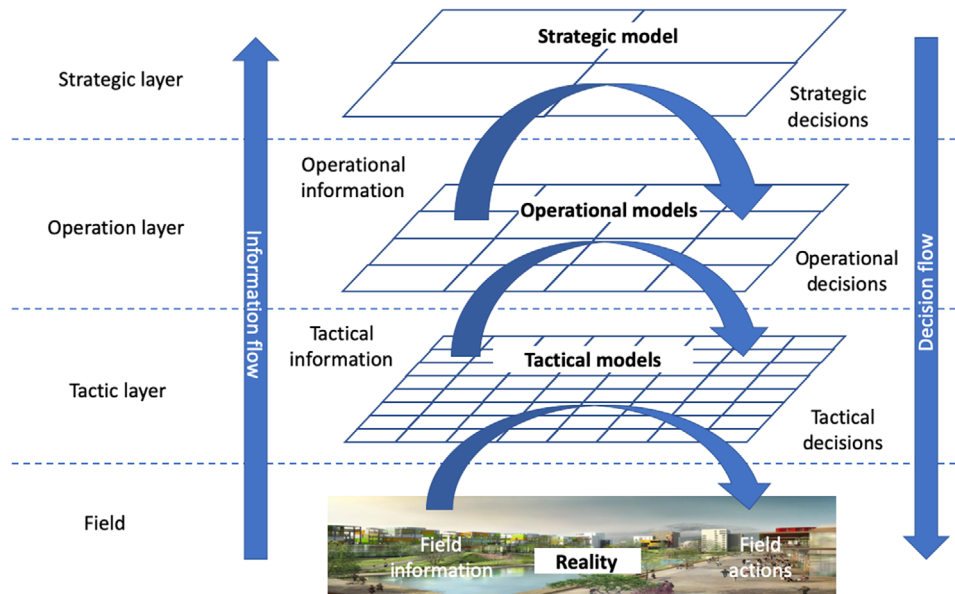 Strategic model
Strategic layer
Strategic
decisions
Operational
information
Operational models
Operation layer
Operational
decisions
Information flow
Decision flow
Tactical
information
Tactical models
Tactic layer
Tactical
decisions
Field
Field
information
Reality
Field
actions